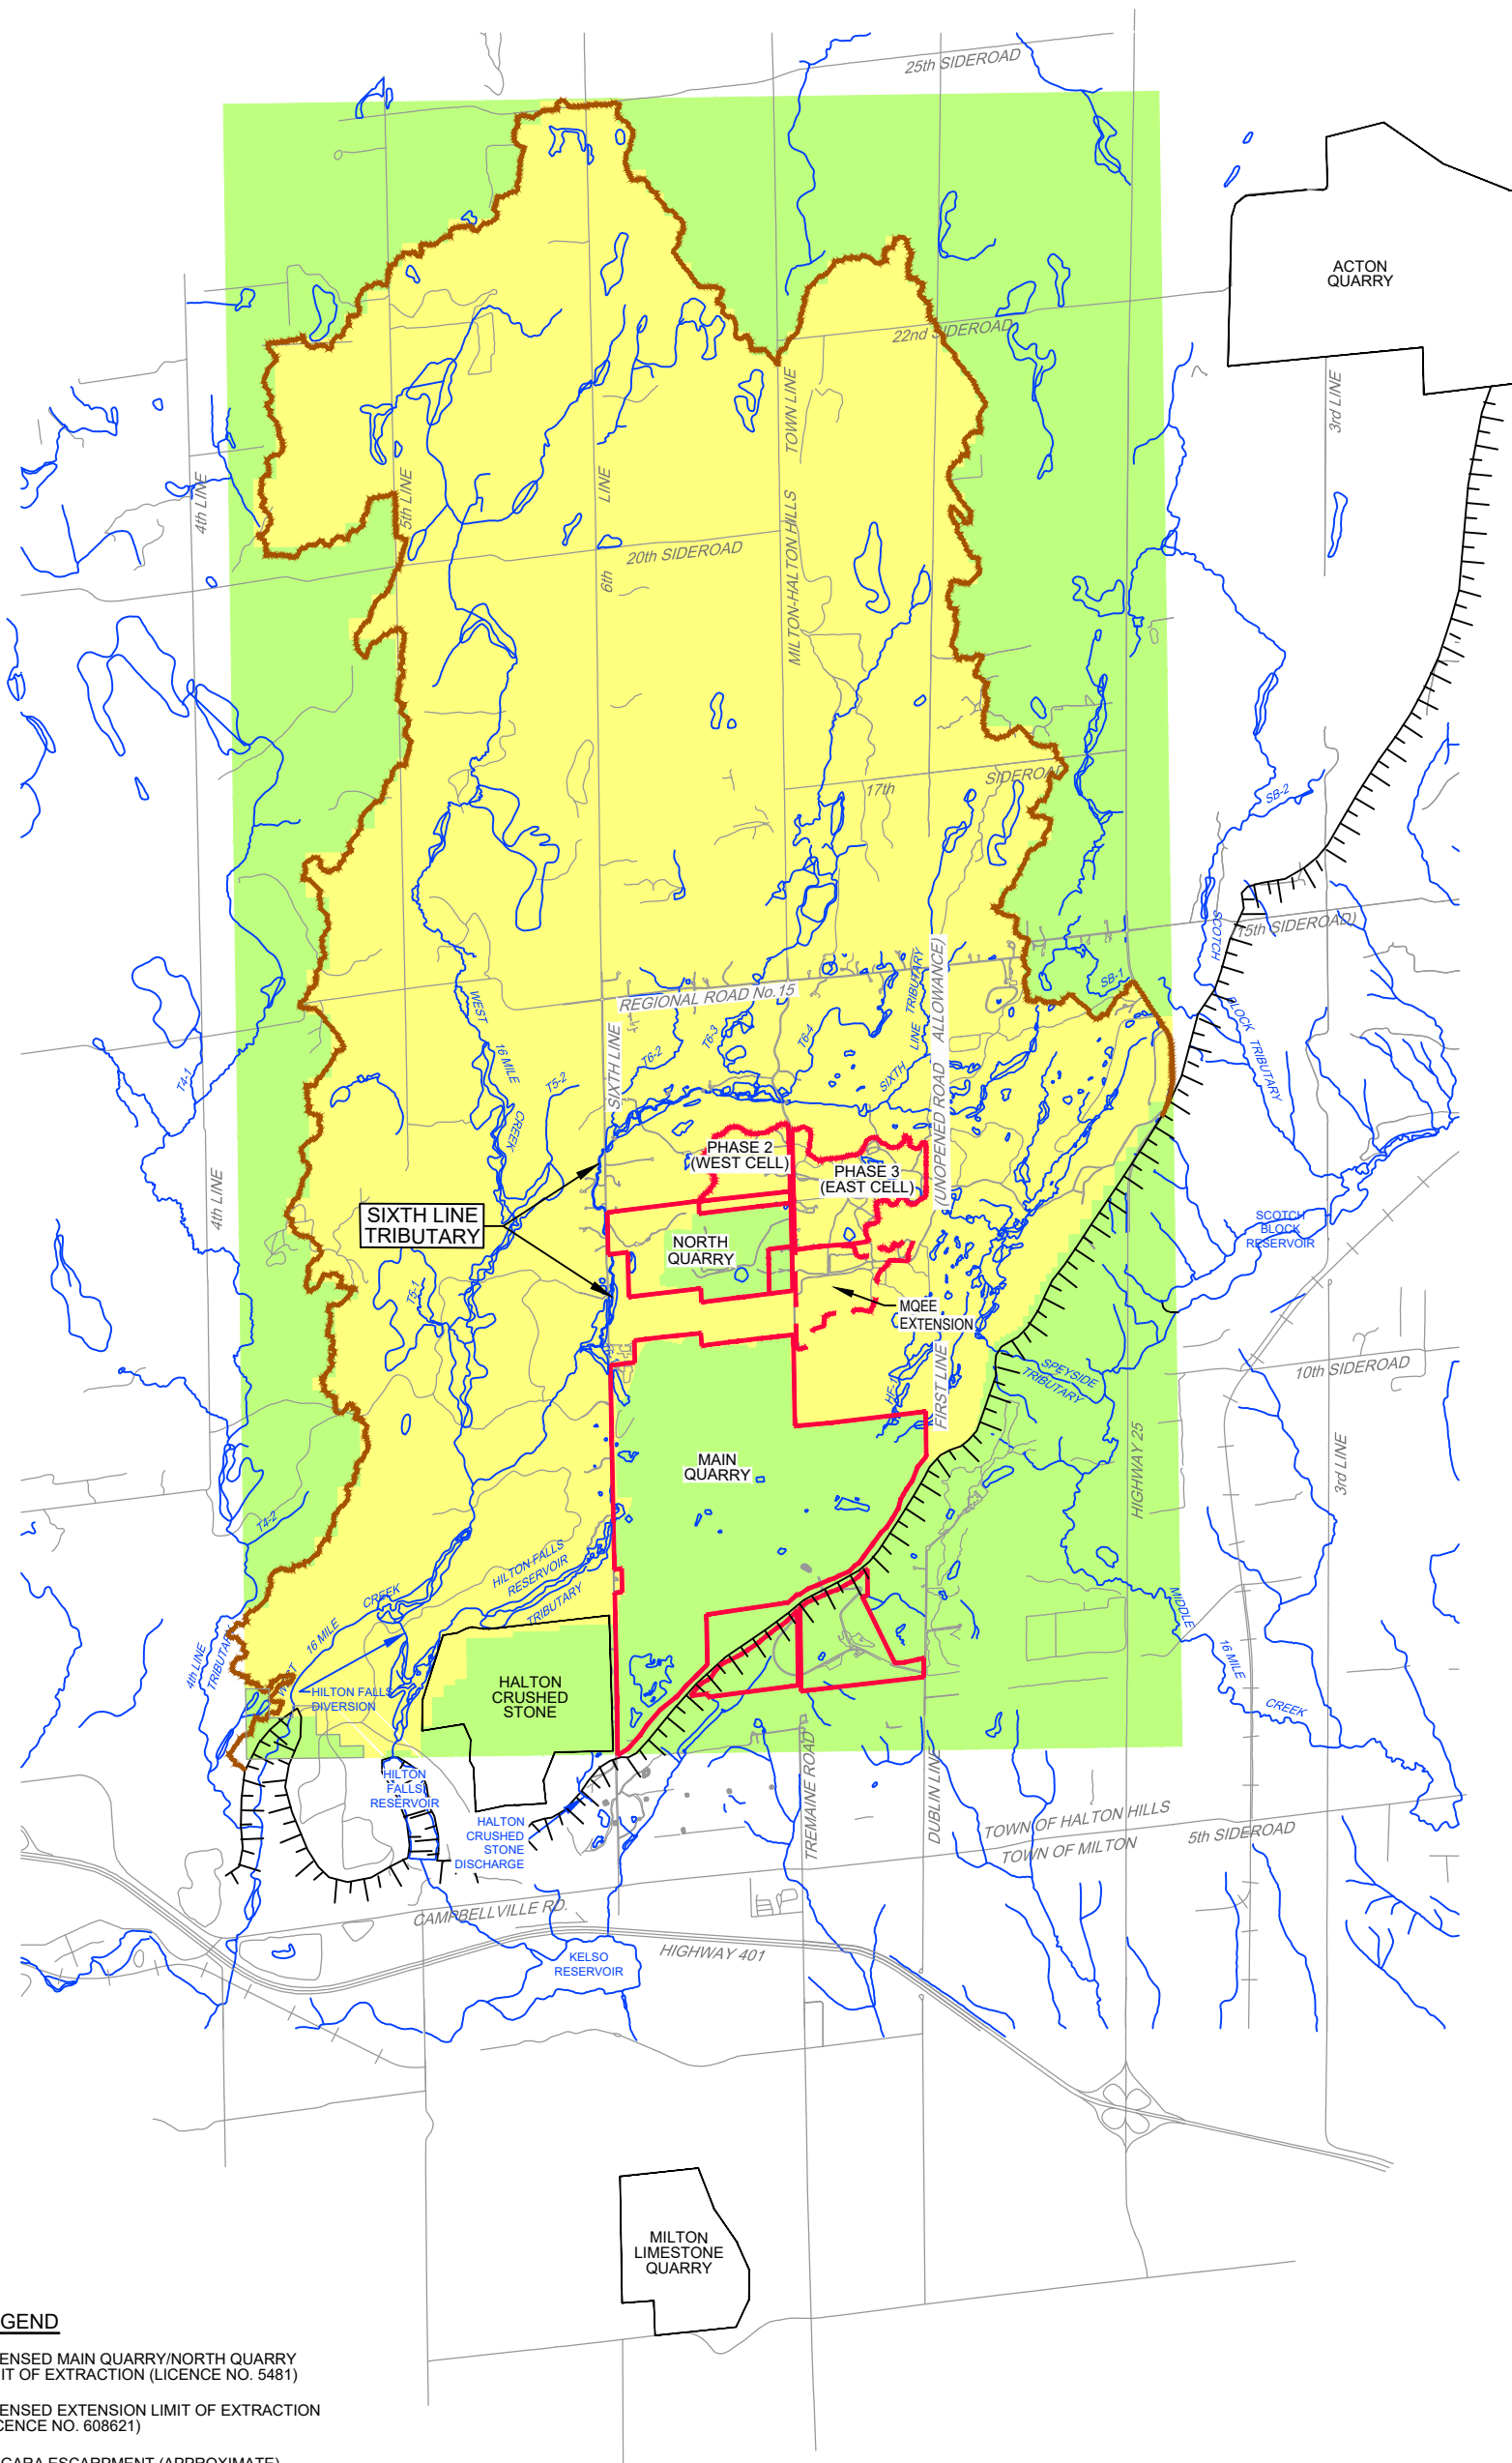 25th SIDEROAD
ACTON
QUARRY
22nd SIDEROAD
3rd LINE
TOWN LINE
MILTON-HALTON HILLS
4th LINE
5th LINE
LINE
6th
20th SIDEROAD
17th
SIDEROAD
SB-2
15th SIDEROAD)
SCOTCH
BLOCK TRIBUTARY
SB-1
REGIONAL ROAD No.15
WEST
16 MILE
CREEK
T5-2
SIXTH LINE
T6-2
T6-3
T6-4
SIXTH
LINE TRIBUTARY
(UNOPENED ROAD ALLOWANCE)
FIRST LINE
T4-1
4th LINE
PHASE 2
(WEST CELL)
PHASE 3
(EAST CELL)
SIXTH LINE
TRIBUTARY
NORTH
QUARRY
SCOTCH
BLOCK
RESERVOIR
T5-1
MQEE
EXTENSION
HF-1
SPEYSIDE
TRIBUTARY
10th SIDEROAD
HIGHWAY 25
3rd LINE
MAIN
QUARRY
T4-2
HILTON FALLS
RESERVOIR
TRIBUTARY
16 MILE
CREEK
WEST
4th LINE
TRIBUTARY
MIDDLE
16 MILE
CREEK
HILTON FALLS
DIVERSION
HALTON
CRUSHED
STONE
HILTON
FALLS
RESERVOIR
HALTON
CRUSHED
STONE
DISCHARGE
TREMAINE ROAD
DUBLIN LINE
TOWN OF HALTON HILLS
TOWN OF MILTON
5th SIDEROAD
CAMPBELLVILLE RD.
HIGHWAY 401
KELSO
RESERVOIR
MILTON
LIMESTONE
QUARRY
GEND
ENSED MAIN QUARRY/NORTH QUARRY
IT OF EXTRACTION (LICENCE NO. 5481)
ENSED EXTENSION LIMIT OF EXTRACTION
CENCE NO. 608621)
GARA ESCARPMENT (APPROXIMATE)